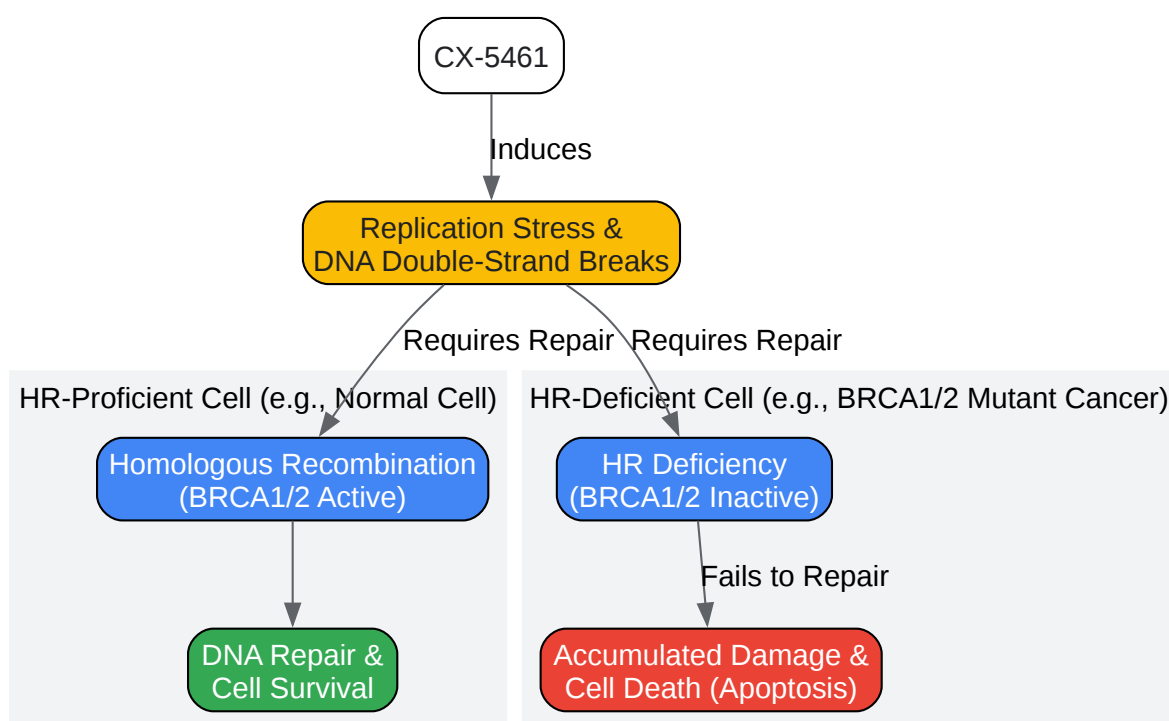 CX-5461
Induces
Replication Stress &
DNA Double-Strand Breaks
Requires Repair
Requires Repair
HR-Proficient Cell (e.g., Normal Cell)
Homologous Recombination
(BRCA1/2 Active)
DNA Repair &
Cell Survival
HR-Deficient Cell (e.g., BRCA1/2 Mutant Cancer)
HR Deficiency
(BRCA1/2 Inactive)
Fails to Repair
Accumulated Damage &
Cell Death (Apoptosis)